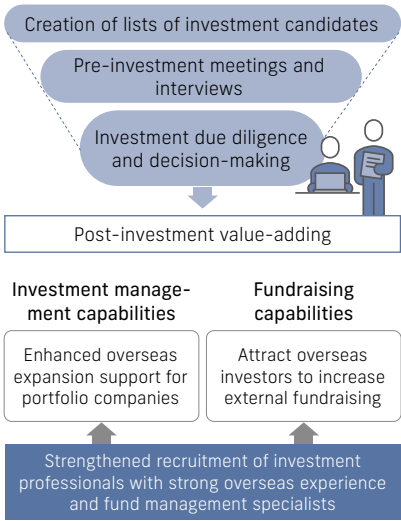 Creation of lists of investment candidates
Pre-investment meetings and
interviews
Investment due diligence
and decision-making
Post-investment value-adding
Investment manage-
ment capabilities
Enhanced overseas
expansion support for
portfolio companies
Fundraising
capabilities
Attract overseas
investors to increase
external fundraising
Strengthened recruitment of investment
professionals with strong overseas experience
and fund management specialists